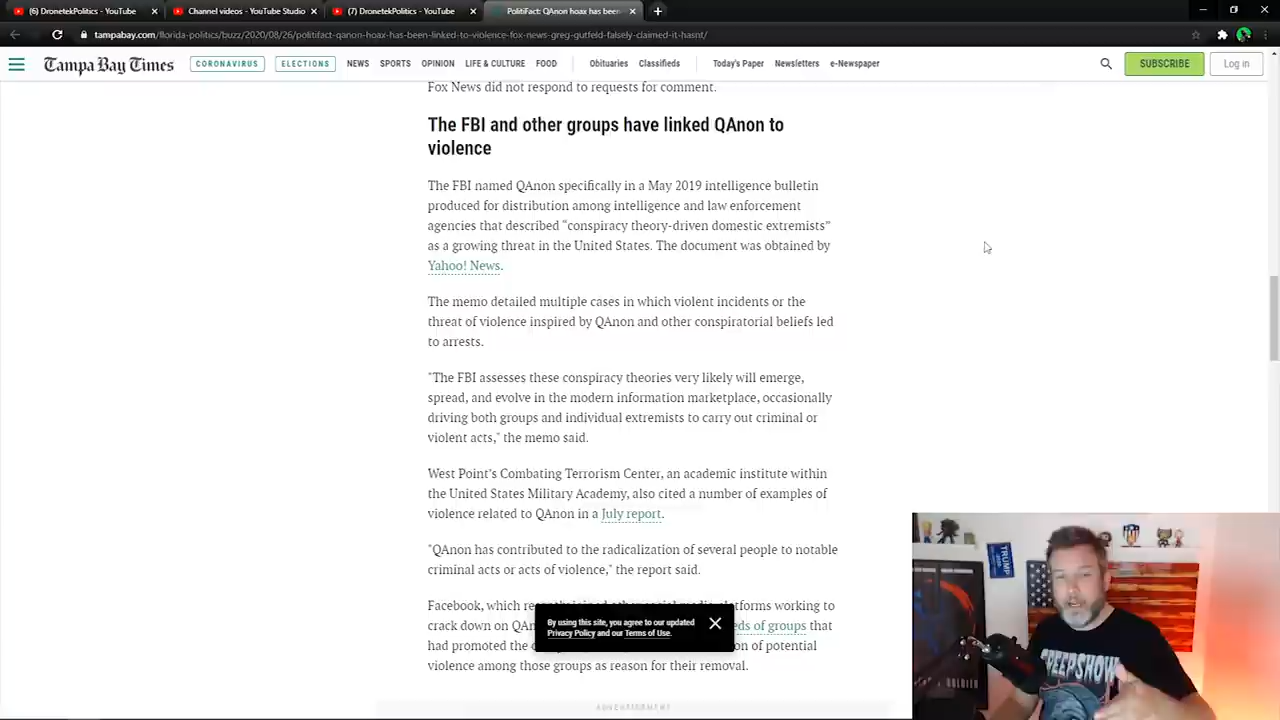 (6) DronetekPolitics - YouTube
Channel videos - YouTube Studio
(7) DronetekPolitics - YouTube
PolitiFact: QAnon hoax has been
tampabay.com/florida-politics/buzz/2020/08/26/politifact-qanon-hoax-has-been-linked-to-violence-fox-news-greg-gutfeld-falsely-claimed-it-hasnt/
Tampa Bay Times
CORONAVIRUS
ELECTIONS
NEWS
SPORTS
OPINION
LIFE & CULTURE
FOOD
Obituaries
Classifieds
Today's Paper
Newsletters
e-Newspaper
SUBSCRIBE
Log in
Fox News did not respond to requests for comment.
The FBI and other groups have linked QAnon to
violence
The FBI named QAnon specifically in a May 2019 intelligence bulletin
produced for distribution among intelligence and law enforcement
agencies that described “conspiracy theory-driven domestic extremists”
as a growing threat in the United States. The document was obtained by
Yahoo! News.
The memo detailed multiple cases in which violent incidents or the
threat of violence inspired by QAnon and other conspiratorial beliefs led
to arrests.
"The FBI assesses these conspiracy theories very likely will emerge,
spread, and evolve in the modern information marketplace, occasionally
driving both groups and individual extremists to carry out criminal or
violent acts," the memo said.
West Point's Combating Terrorism Center, an academic institute within
the United States Military Academy, also cited a number of examples of
violence related to QAnon in a July report.
"QAnon has contributed to the radicalization of several people to notable
criminal acts or acts of violence," the report said.
Facebook, which platforms working to
crack down on QAn eds of groups that
had promoted the on of potential
violence among those groups as reason for their removal.
By using this site, you agree to our updated
Privacy Policy and our Terms of Use.
ADVERTISEMENT
TRUMP
CREEPSHOW
SOLDIER